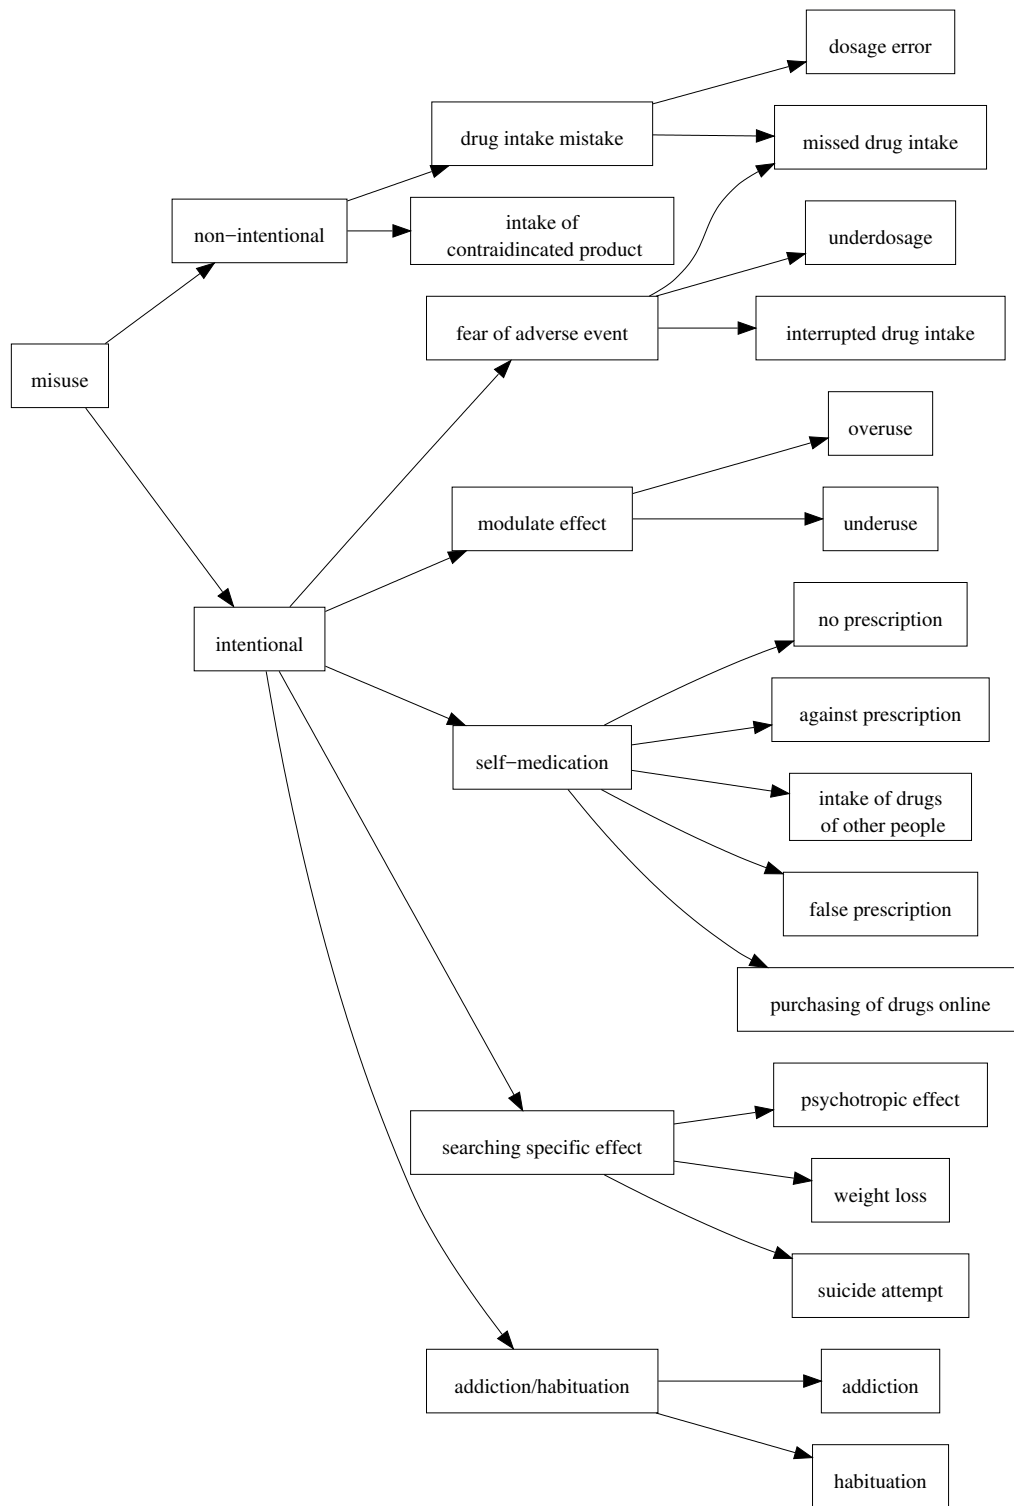 dosage error
drug intake mistake
missed drug intake
non−intentional
intake of
contraidincated product
underdosage
fear of adverse event
interrupted drug intake
misuse
overuse
modulate effect
underuse
no prescription
intentional
against prescription
self−medication
intake of drugs
of other people
false prescription
purchasing of drugs online
psychotropic effect
searching specific effect
weight loss
suicide attempt
addiction/habituation
addiction
habituation